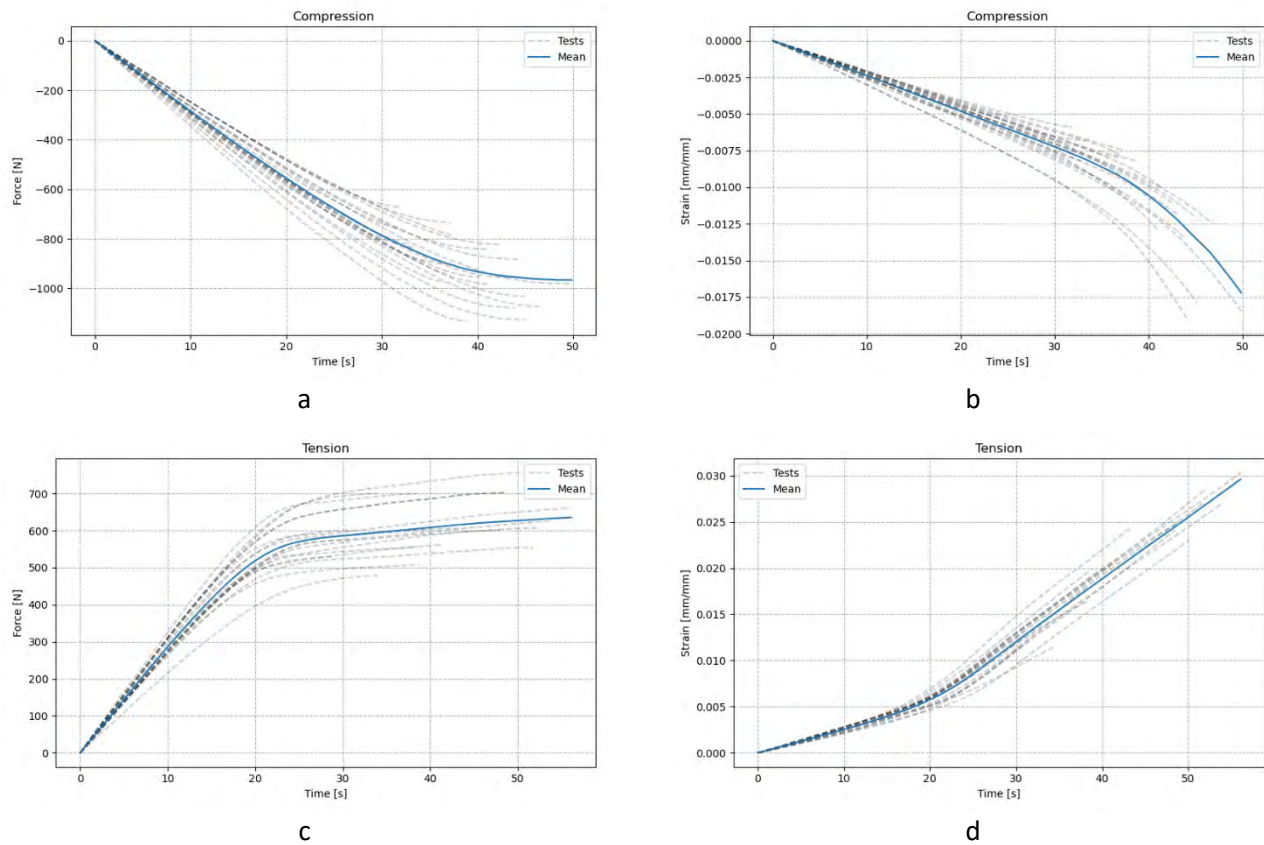 Compression
Tests
Mean
0
−200
−400
−600
−800
−1000
Force [N]
0 10 20 30 40 50
Time [s]
a
Compression
Tests
Mean
0.0000
−0.0025
−0.0050
−0.0075
−0.0100
−0.0125
−0.0150
−0.0175
−0.0200
Strain [mm/mm]
0 10 20 30 40 50
Time [s]
b
Tension
Tests
Mean
700
600
500
400
300
200
100
0
Force [N]
0 10 20 30 40 50
Time [s]
c
Tension
Tests
Mean
0.030
0.025
0.020
0.015
0.010
0.005
0.000
Strain [mm/mm]
0 10 20 30 40 50
Time [s]
d